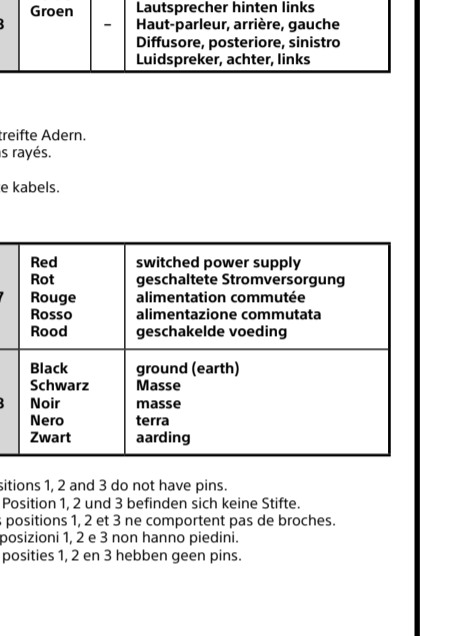 Lautsprecher hinten links
Groen – Haut-parleur, arrière, gauche
Diffusore, posteriore, sinistro
Luidspreker, achter, links
treifte Adern.
s rayés.
e kabels.
Red switched power supply
Rot geschaltete Stromversorgung
Rouge alimentation commutée
Rosso alimentazione commutata
Rood geschakelde voeding
Black ground (earth)
Schwarz Masse
Noir masse
Nero terra
Zwart aarding
sitions 1, 2 and 3 do not have pins.
Position 1, 2 und 3 befinden sich keine Stifte.
positions 1, 2 et 3 ne comportent pas de broches.
posizioni 1, 2 e 3 non hanno piedini.
posities 1, 2 en 3 hebben geen pins.